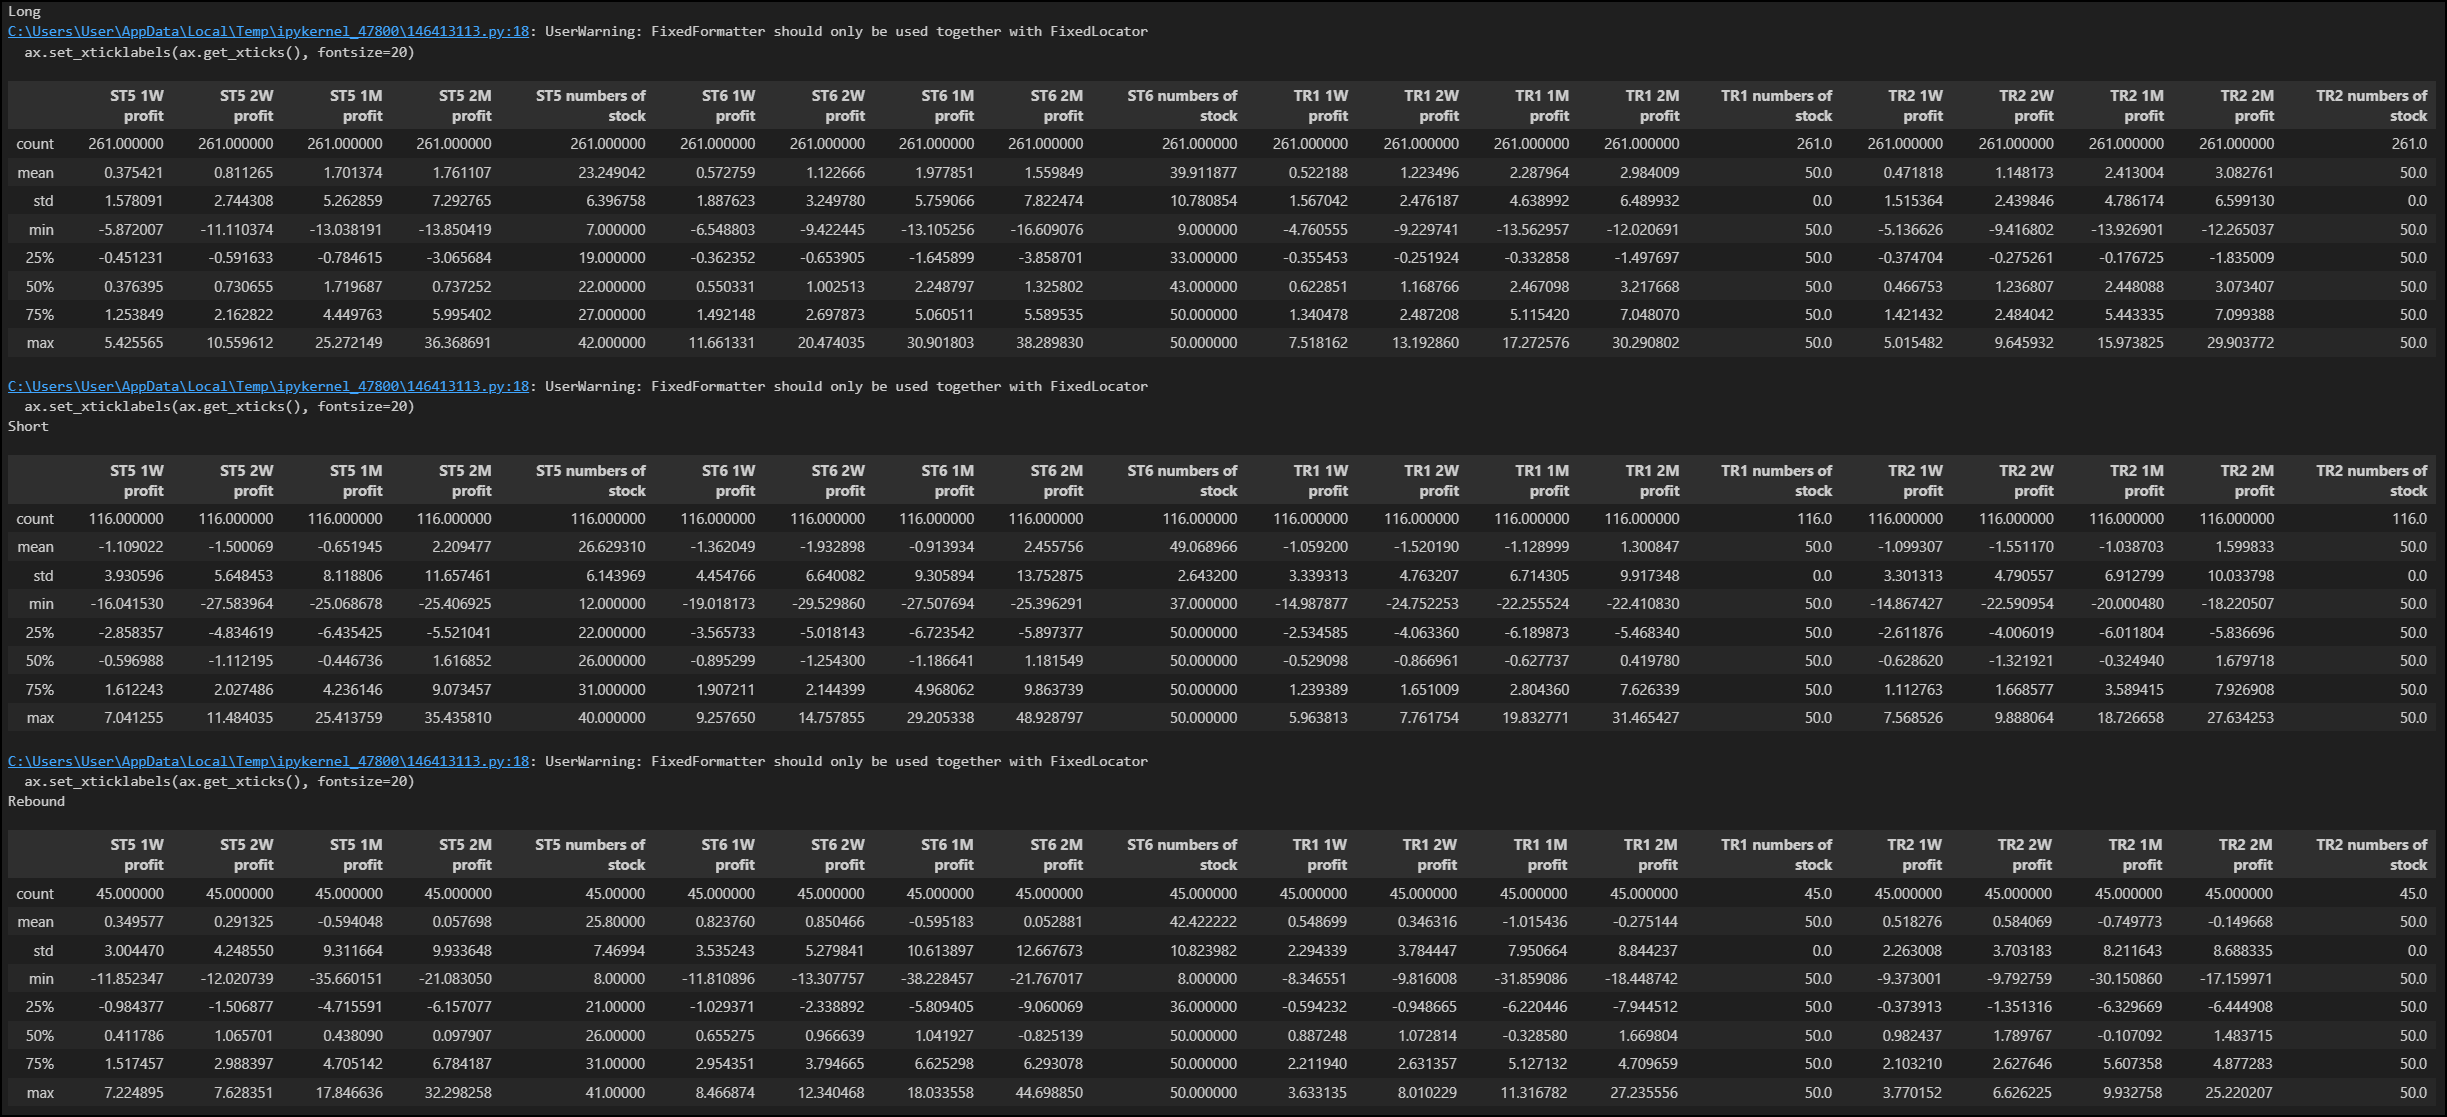 Long
C:\Users\User\AppData\Local\Temp\ipykernel_47800\146413113.py:18: UserWarning: FixedFormatter should only be used together with FixedLocator
  ax.set_xticklabels(ax.get_xticks(), fontsize=20)
ST5 1W ST5 2W ST5 1M ST5 2M ST5 numbers of ST6 1W ST6 2W ST6 1M ST6 2M ST6 numbers of TR1 1W TR1 2W TR1 1M TR1 2M TR1 numbers of TR2 1W TR2 2W TR2 1M TR2 2M TR2 numbers of
profit profit profit profit stock profit profit profit profit stock profit profit profit profit stock profit profit profit profit stock
count 261.000000 261.000000 261.000000 261.000000 261.000000 261.000000 261.000000 261.000000 261.000000 261.000000 261.000000 261.000000 261.000000 261.000000 261.0 261.000000 261.000000 261.000000 261.000000 261.0
mean 0.375421 0.811265 1.701374 1.761107 23.249042 0.572759 1.122666 1.977851 1.559849 39.911877 0.522188 1.223496 2.287964 2.984009 50.0 0.471818 1.148173 2.413004 3.082761 50.0
std 1.578091 2.744308 5.262859 7.292765 6.396758 1.887623 3.249780 5.759066 7.822474 10.780854 1.567042 2.476187 4.638992 6.489932 0.0 1.515364 2.439846 4.786174 6.599130 0.0
min -5.872007 -11.110374 -13.038191 -13.850419 7.000000 -6.548803 -9.422445 -13.105256 -16.609076 9.000000 -4.760555 -9.229741 -13.562957 -12.020691 50.0 -5.136626 -9.416802 -13.926901 -12.265037 50.0
25% -0.451231 -0.591633 -0.784615 -3.065684 19.000000 -0.362352 -0.653905 -1.645899 -3.858701 33.000000 -0.355453 -0.251924 -0.332858 -1.497697 50.0 -0.374704 -0.275261 -0.176725 -1.835009 50.0
50% 0.376395 0.730655 1.719687 0.737252 22.000000 0.550331 1.002513 2.248797 1.325802 43.000000 0.622851 1.168766 2.467098 3.217668 50.0 0.466753 1.236807 2.448088 3.073407 50.0
75% 1.253849 2.162822 4.449763 5.995402 27.000000 1.492148 2.697873 5.060511 5.589535 50.000000 1.340478 2.487208 5.115420 7.048070 50.0 1.421432 2.484042 5.443335 7.099388 50.0
max 5.425565 10.559612 25.272149 36.368691 42.000000 11.661331 20.474035 30.901803 38.289830 50.000000 7.518162 13.192860 17.272576 30.290802 50.0 5.015482 9.645932 15.973825 29.903772 50.0
C:\Users\User\AppData\Local\Temp\ipykernel_47800\146413113.py:18: UserWarning: FixedFormatter should only be used together with FixedLocator
  ax.set_xticklabels(ax.get_xticks(), fontsize=20)
Short
ST5 1W ST5 2W ST5 1M ST5 2M ST5 numbers of ST6 1W ST6 2W ST6 1M ST6 2M ST6 numbers of TR1 1W TR1 2W TR1 1M TR1 2M TR1 numbers of TR2 1W TR2 2W TR2 1M TR2 2M TR2 numbers of
profit profit profit profit stock profit profit profit profit stock profit profit profit profit stock profit profit profit profit stock
count 116.000000 116.000000 116.000000 116.000000 116.000000 116.000000 116.000000 116.000000 116.000000 116.000000 116.000000 116.000000 116.000000 116.000000 116.0 116.000000 116.000000 116.000000 116.000000 116.0
mean -1.109022 -1.500069 -0.651945 2.209477 26.629310 -1.362049 -1.932898 -0.913934 2.455756 49.068966 -1.059200 -1.520190 -1.128999 1.300847 50.0 -1.099307 -1.551170 -1.038703 1.599833 50.0
std 3.930596 5.648453 8.118806 11.657461 6.143969 4.454766 6.640082 9.305894 13.752875 2.643200 3.339313 4.763207 6.714305 9.917348 0.0 3.301313 4.790557 6.912799 10.033798 0.0
min -16.041530 -27.583964 -25.068678 -25.406925 12.000000 -19.018173 -29.529860 -27.507694 -25.396291 37.000000 -14.987877 -24.752253 -22.255524 -22.410830 50.0 -14.867427 -22.590954 -20.000480 -18.220507 50.0
25% -2.858357 -4.834619 -6.435425 -5.521041 22.000000 -3.565733 -5.018143 -6.723542 -5.897377 50.000000 -2.534585 -4.063360 -6.189873 -5.468340 50.0 -2.611876 -4.006019 -6.011804 -5.836696 50.0
50% -0.596988 -1.112195 -0.446736 1.616852 26.000000 -0.895299 -1.254300 -1.186641 1.181549 50.000000 -0.529098 -0.866961 -0.627737 0.419780 50.0 -0.628620 -1.321921 -0.324940 1.679718 50.0
75% 1.612243 2.027486 4.236146 9.073457 31.000000 1.907211 2.144399 4.968062 9.863739 50.000000 1.239389 1.651009 2.804360 7.626339 50.0 1.112763 1.668577 3.589415 7.926908 50.0
max 7.041255 11.484035 25.413759 35.435810 40.000000 9.257650 14.757855 29.205338 48.928797 50.000000 5.963813 7.761754 19.832771 31.465427 50.0 7.568526 9.888064 18.726658 27.634253 50.0
C:\Users\User\AppData\Local\Temp\ipykernel_47800\146413113.py:18: UserWarning: FixedFormatter should only be used together with FixedLocator
  ax.set_xticklabels(ax.get_xticks(), fontsize=20)
Rebound
ST5 1W ST5 2W ST5 1M ST5 2M ST5 numbers of ST6 1W ST6 2W ST6 1M ST6 2M ST6 numbers of TR1 1W TR1 2W TR1 1M TR1 2M TR1 numbers of TR2 1W TR2 2W TR2 1M TR2 2M TR2 numbers of
profit profit profit profit stock profit profit profit profit stock profit profit profit profit stock profit profit profit profit stock
count 45.000000 45.000000 45.000000 45.000000 45.00000 45.000000 45.000000 45.000000 45.000000 45.000000 45.000000 45.000000 45.000000 45.000000 45.0 45.000000 45.000000 45.000000 45.000000 45.0
mean 0.349577 0.291325 -0.594048 0.057698 25.80000 0.823760 0.850466 -0.595183 0.052881 42.422222 0.548699 0.346316 -1.015436 -0.275144 50.0 0.518276 0.584069 -0.749773 -0.149668 50.0
std 3.004470 4.248550 9.311664 9.933648 7.46994 3.535243 5.279841 10.613897 12.667673 10.823982 2.294339 3.784447 7.950664 8.844237 0.0 2.263008 3.703183 8.211643 8.688335 0.0
min -11.852347 -12.020739 -35.660151 -21.083050 8.00000 -11.810896 -13.307757 -38.228457 -21.767017 8.000000 -8.346551 -9.816008 -31.859086 -18.448742 50.0 -9.373001 -9.792759 -30.150860 -17.159971 50.0
25% -0.984377 -1.506877 -4.715591 -6.157077 21.00000 -1.029371 -2.338892 -5.809405 -9.060069 36.000000 -0.594232 -0.948665 -6.220446 -7.944512 50.0 -0.373913 -1.351316 -6.329669 -6.444908 50.0
50% 0.411786 1.065701 0.438090 0.097907 26.00000 0.655275 0.966639 1.041927 -0.825139 50.000000 0.887248 1.072814 -0.328580 1.669804 50.0 0.982437 1.789767 -0.107092 1.483715 50.0
75% 1.517457 2.988397 4.705142 6.784187 31.00000 2.954351 3.794665 6.625298 6.293078 50.000000 2.211940 2.631357 5.127132 4.709659 50.0 2.103210 2.627646 5.607358 4.877283 50.0
max 7.224895 7.628351 17.846636 32.298258 41.00000 8.466874 12.340468 18.033558 44.698850 50.000000 3.633135 8.010229 11.316782 27.235556 50.0 3.770152 6.626225 9.932758 25.220207 50.0